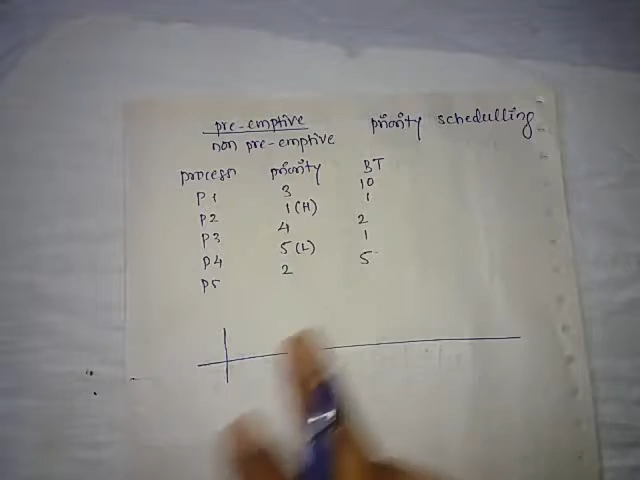 pre-emptive
non pre-emptive priority schedulling
process priority BT
P1 3 10
P2 1(H) 1
P3 4 2
P4 5(L) 1
P5 2 5